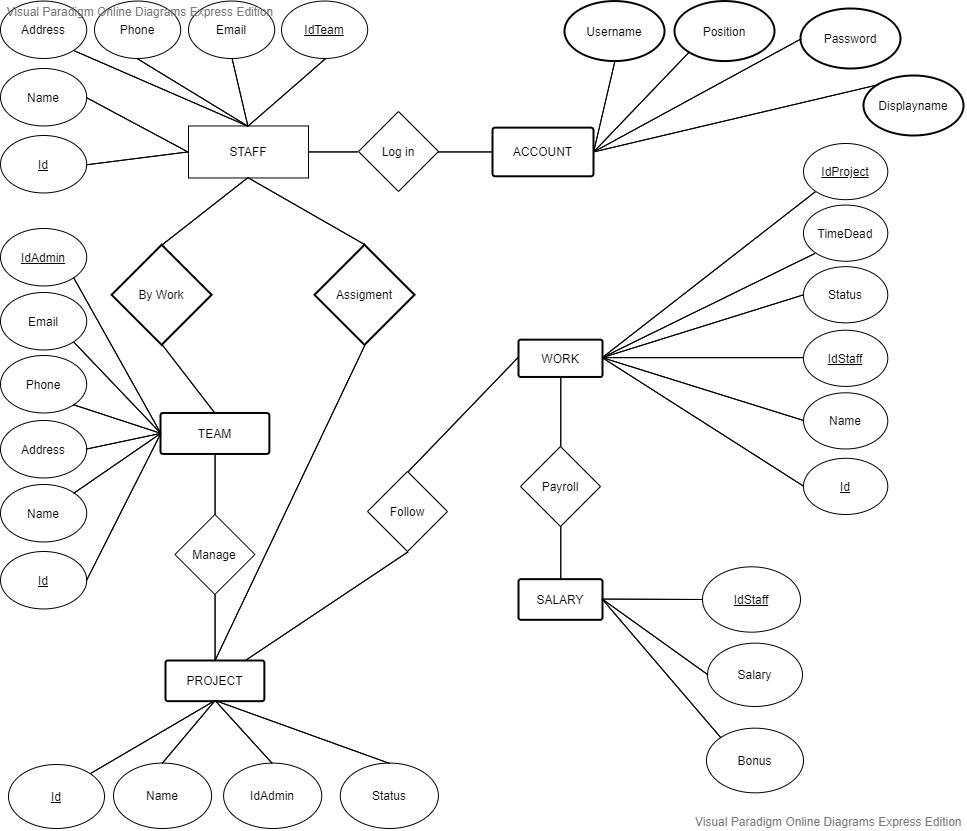 Visual Paradigm Online Diagrams Express Edition
Address
Phone
Email
IdTeam
Username
Position
Password
Displayname
Name
Id
STAFF
Log in
ACCOUNT
IdProject
TimeDead
Status
IdStaff
Name
Id
IdAdmin
Email
Phone
Address
Name
Id
By Work
Assigment
WORK
TEAM
Follow
Payroll
Manage
SALARY
IdStaff
Salary
Bonus
PROJECT
Id
Name
IdAdmin
Status
Visual Paradigm Online Diagrams Express Edition